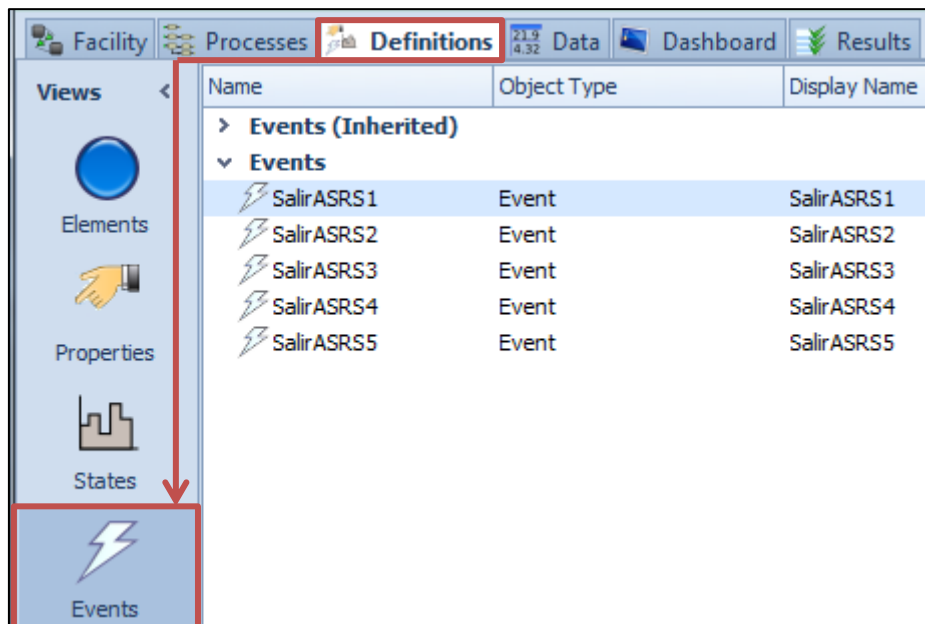 Facility Processes Definitions 21.9 4.32 Data Dashboard Results
Views < Name Object Type Display Name
> Events (Inherited)
Events
SalirASRS1 Event SalirASRS1
Elements
SalirASRS2 Event SalirASRS2
SalirASRS3 Event SalirASRS3
SalirASRS4 Event SalirASRS4
SalirASRS5 Event SalirASRS5
Properties
States
Events